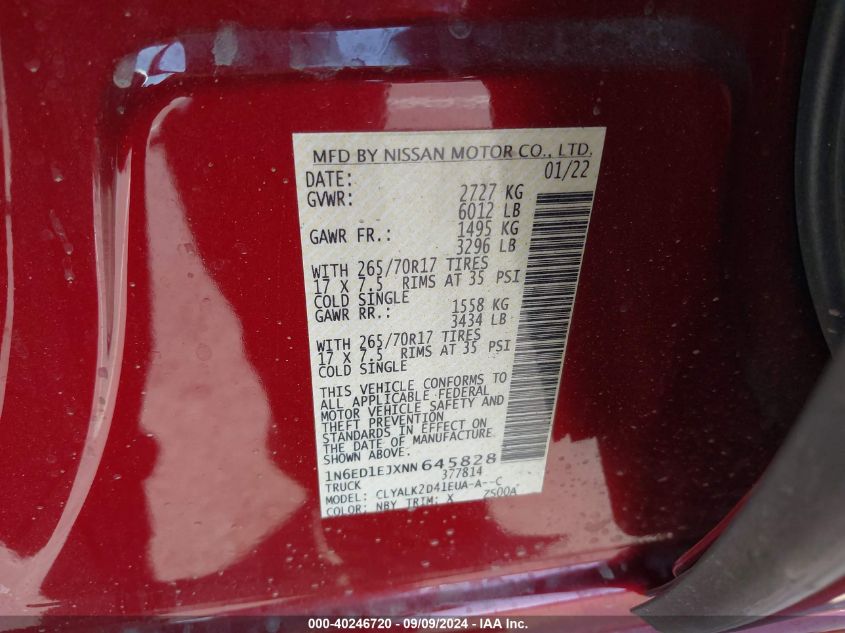 MFD BY NISSAN MOTOR CO., LTD.
DATE: 01/22
GVWR: 2727 KG
6012 LB
GAWR FR.: 1495 KG
3296 LB
WITH 265/70R17 TIRES
17 X 7.5 RIMS AT 35 PSI
COLD SINGLE
GAWR RR.: 1558 KG
3434 LB
WITH 265/70R17 TIRES
17 X 7.5 RIMS AT 35 PSI
COLD SINGLE
THIS VEHICLE CONFORMS TO
ALL APPLICABLE FEDERAL
MOTOR VEHICLE SAFETY AND
THEFT PREVENTION
STANDARDS IN EFFECT ON
THE DATE OF MANUFACTURE
SHOWN ABOVE.
1N6ED1EJXNN645828
TRUCK 377814
MODEL: CLYALK2D41EUA-A--C
COLOR: NBY TRIM: X ZS00A
000-40246720 - 09/09/2024 - IAA Inc.